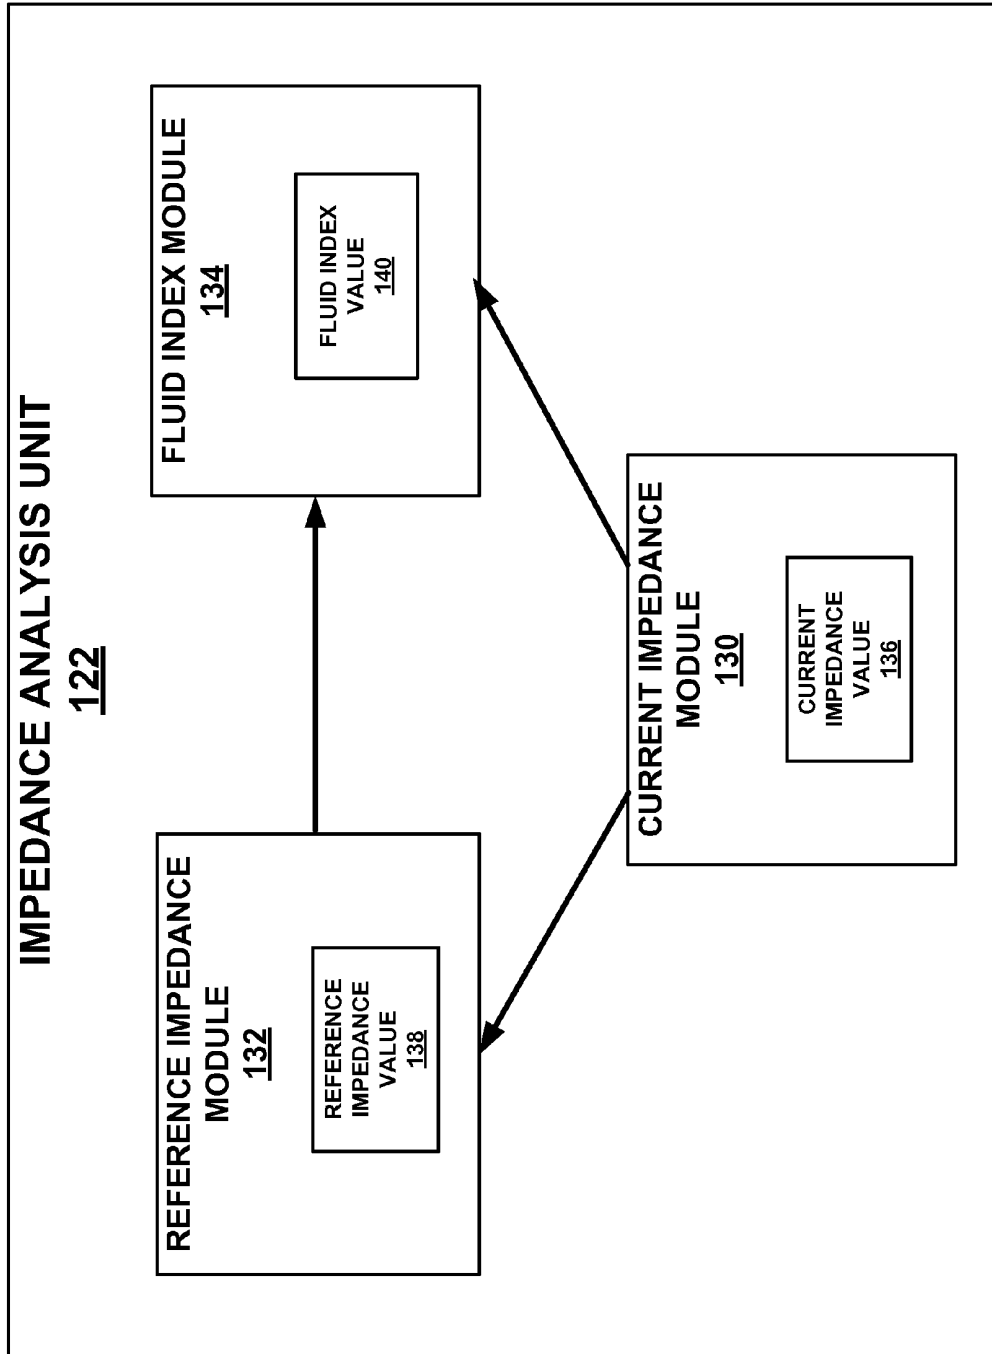 IMPEDANCE ANALYSIS UNIT
122
REFERENCE IMPEDANCE
MODULE
132
REFERENCE
IMPEDANCE
VALUE
138
FLUID INDEX MODULE
134
FLUID INDEX
VALUE
140
CURRENT IMPEDANCE
MODULE
130
CURRENT
IMPEDANCE
VALUE
136